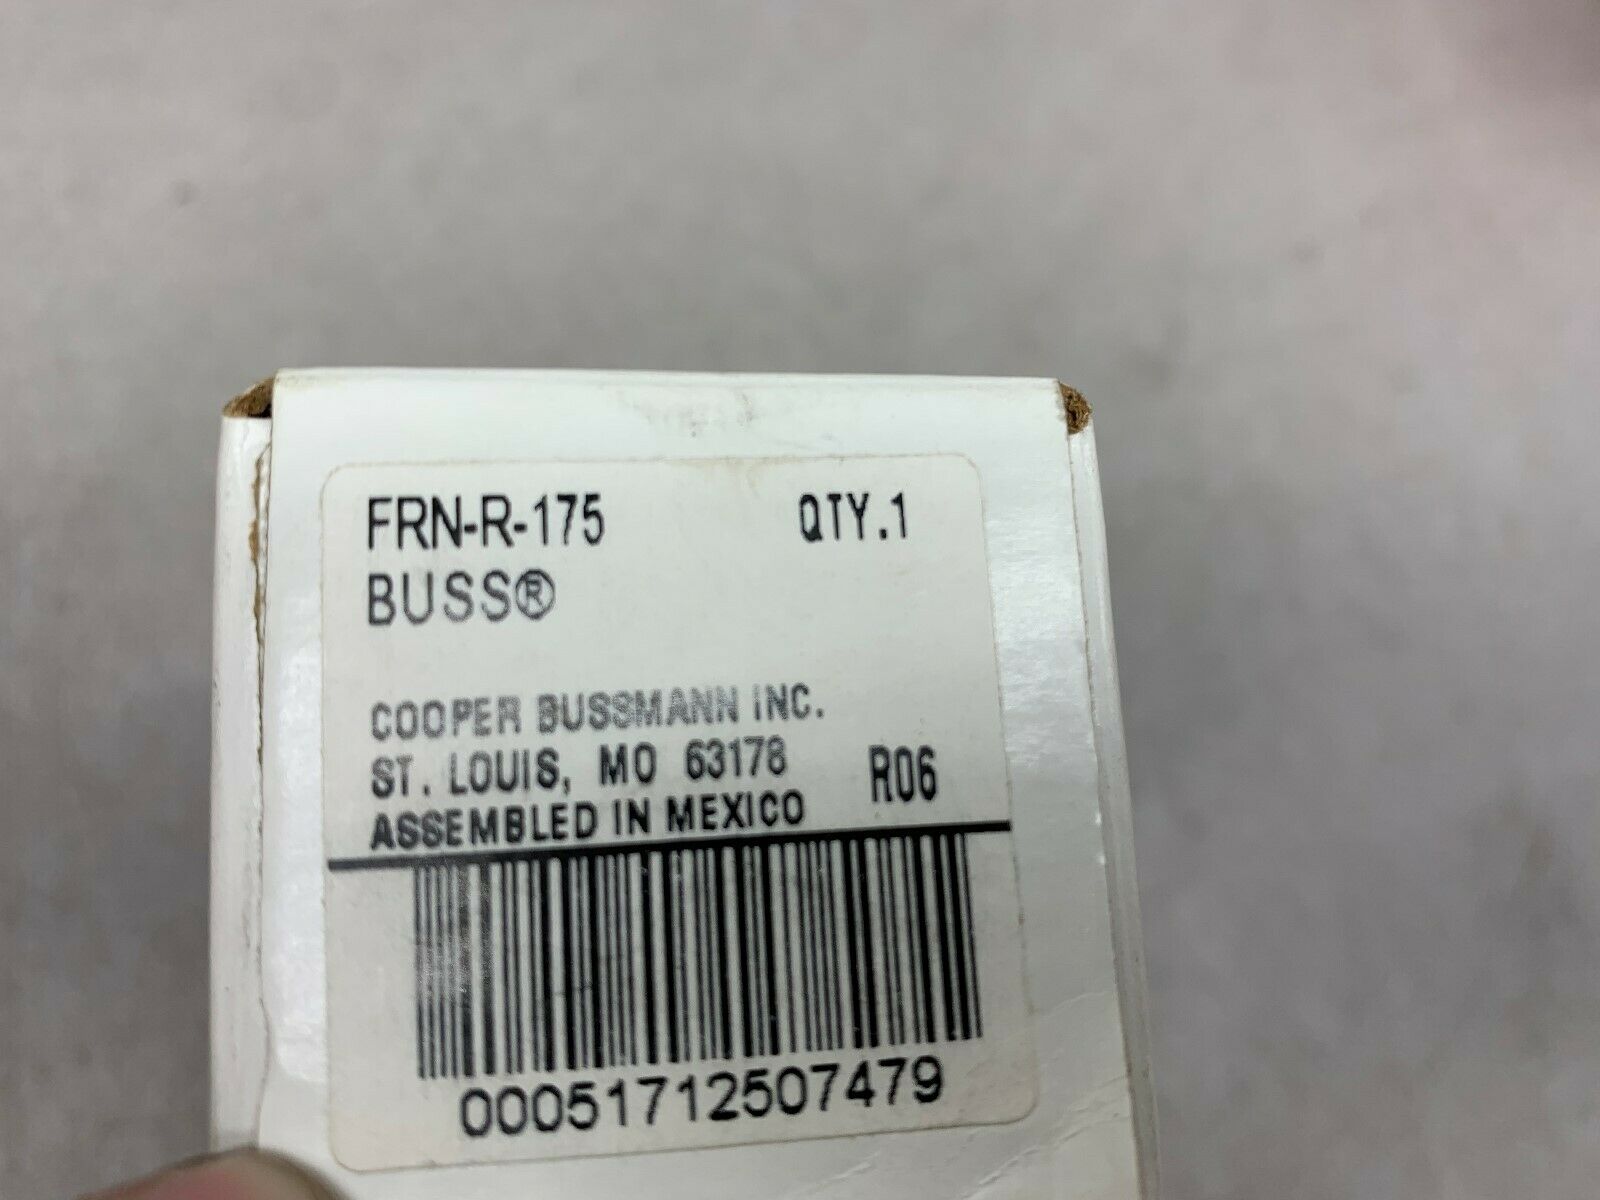 FRN-R-175 QTY.1
BUSS®
COOPER BUSSMANN INC.
ST. LOUIS, MO 63178 R06
ASSEMBLED IN MEXICO
00051712507479